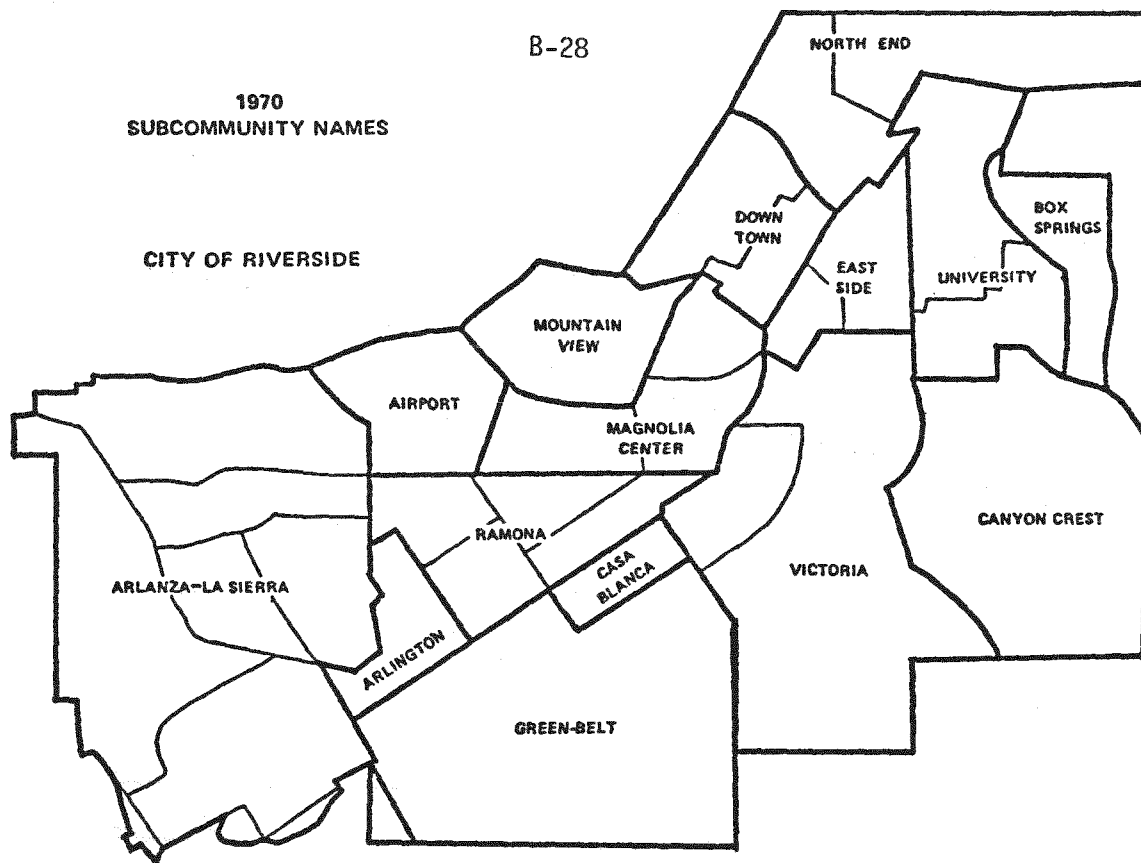 B-28
1970
SUBCOMMUNITY NAMES
CITY OF RIVERSIDE
NORTH END
DOWN
TOWN
BOX
SPRINGS
EAST
SIDE
UNIVERSITY
MOUNTAIN
VIEW
AIRPORT
MAGNOLIA
CENTER
RAMONA
CANYON CREST
CASA
BLANCA
VICTORIA
ARLANZA-LA SIERRA
ARLINGTON
GREEN-BELT